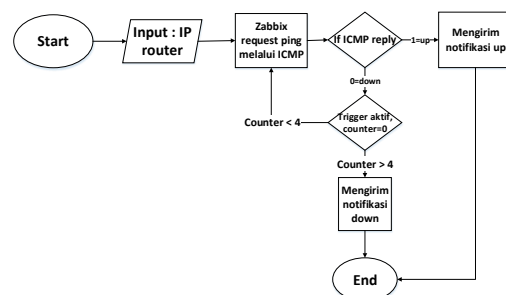 Start
Input : IP
router
Zabbix
request ping
melalui ICMP
If ICMP reply
1=up
Mengirim
notifikasi up
0=down
Counter < 4
Trigger aktif,
counter=0
Counter > 4
Mengirim
notifikasi
down
End